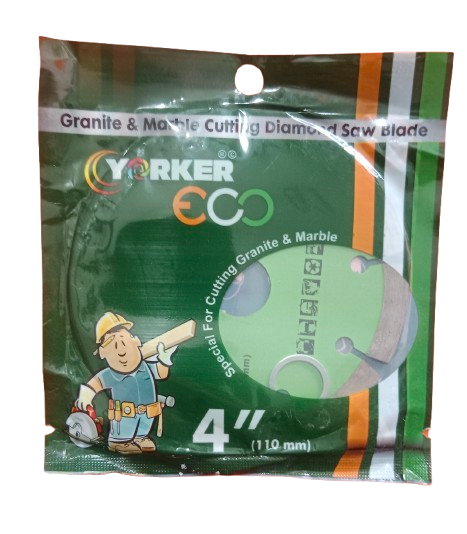 Granite & Marble Cutting Diamond Saw Blade
YORKER ®©
ECO
Special For Cutting Granite & Marble
4"
(110 mm)